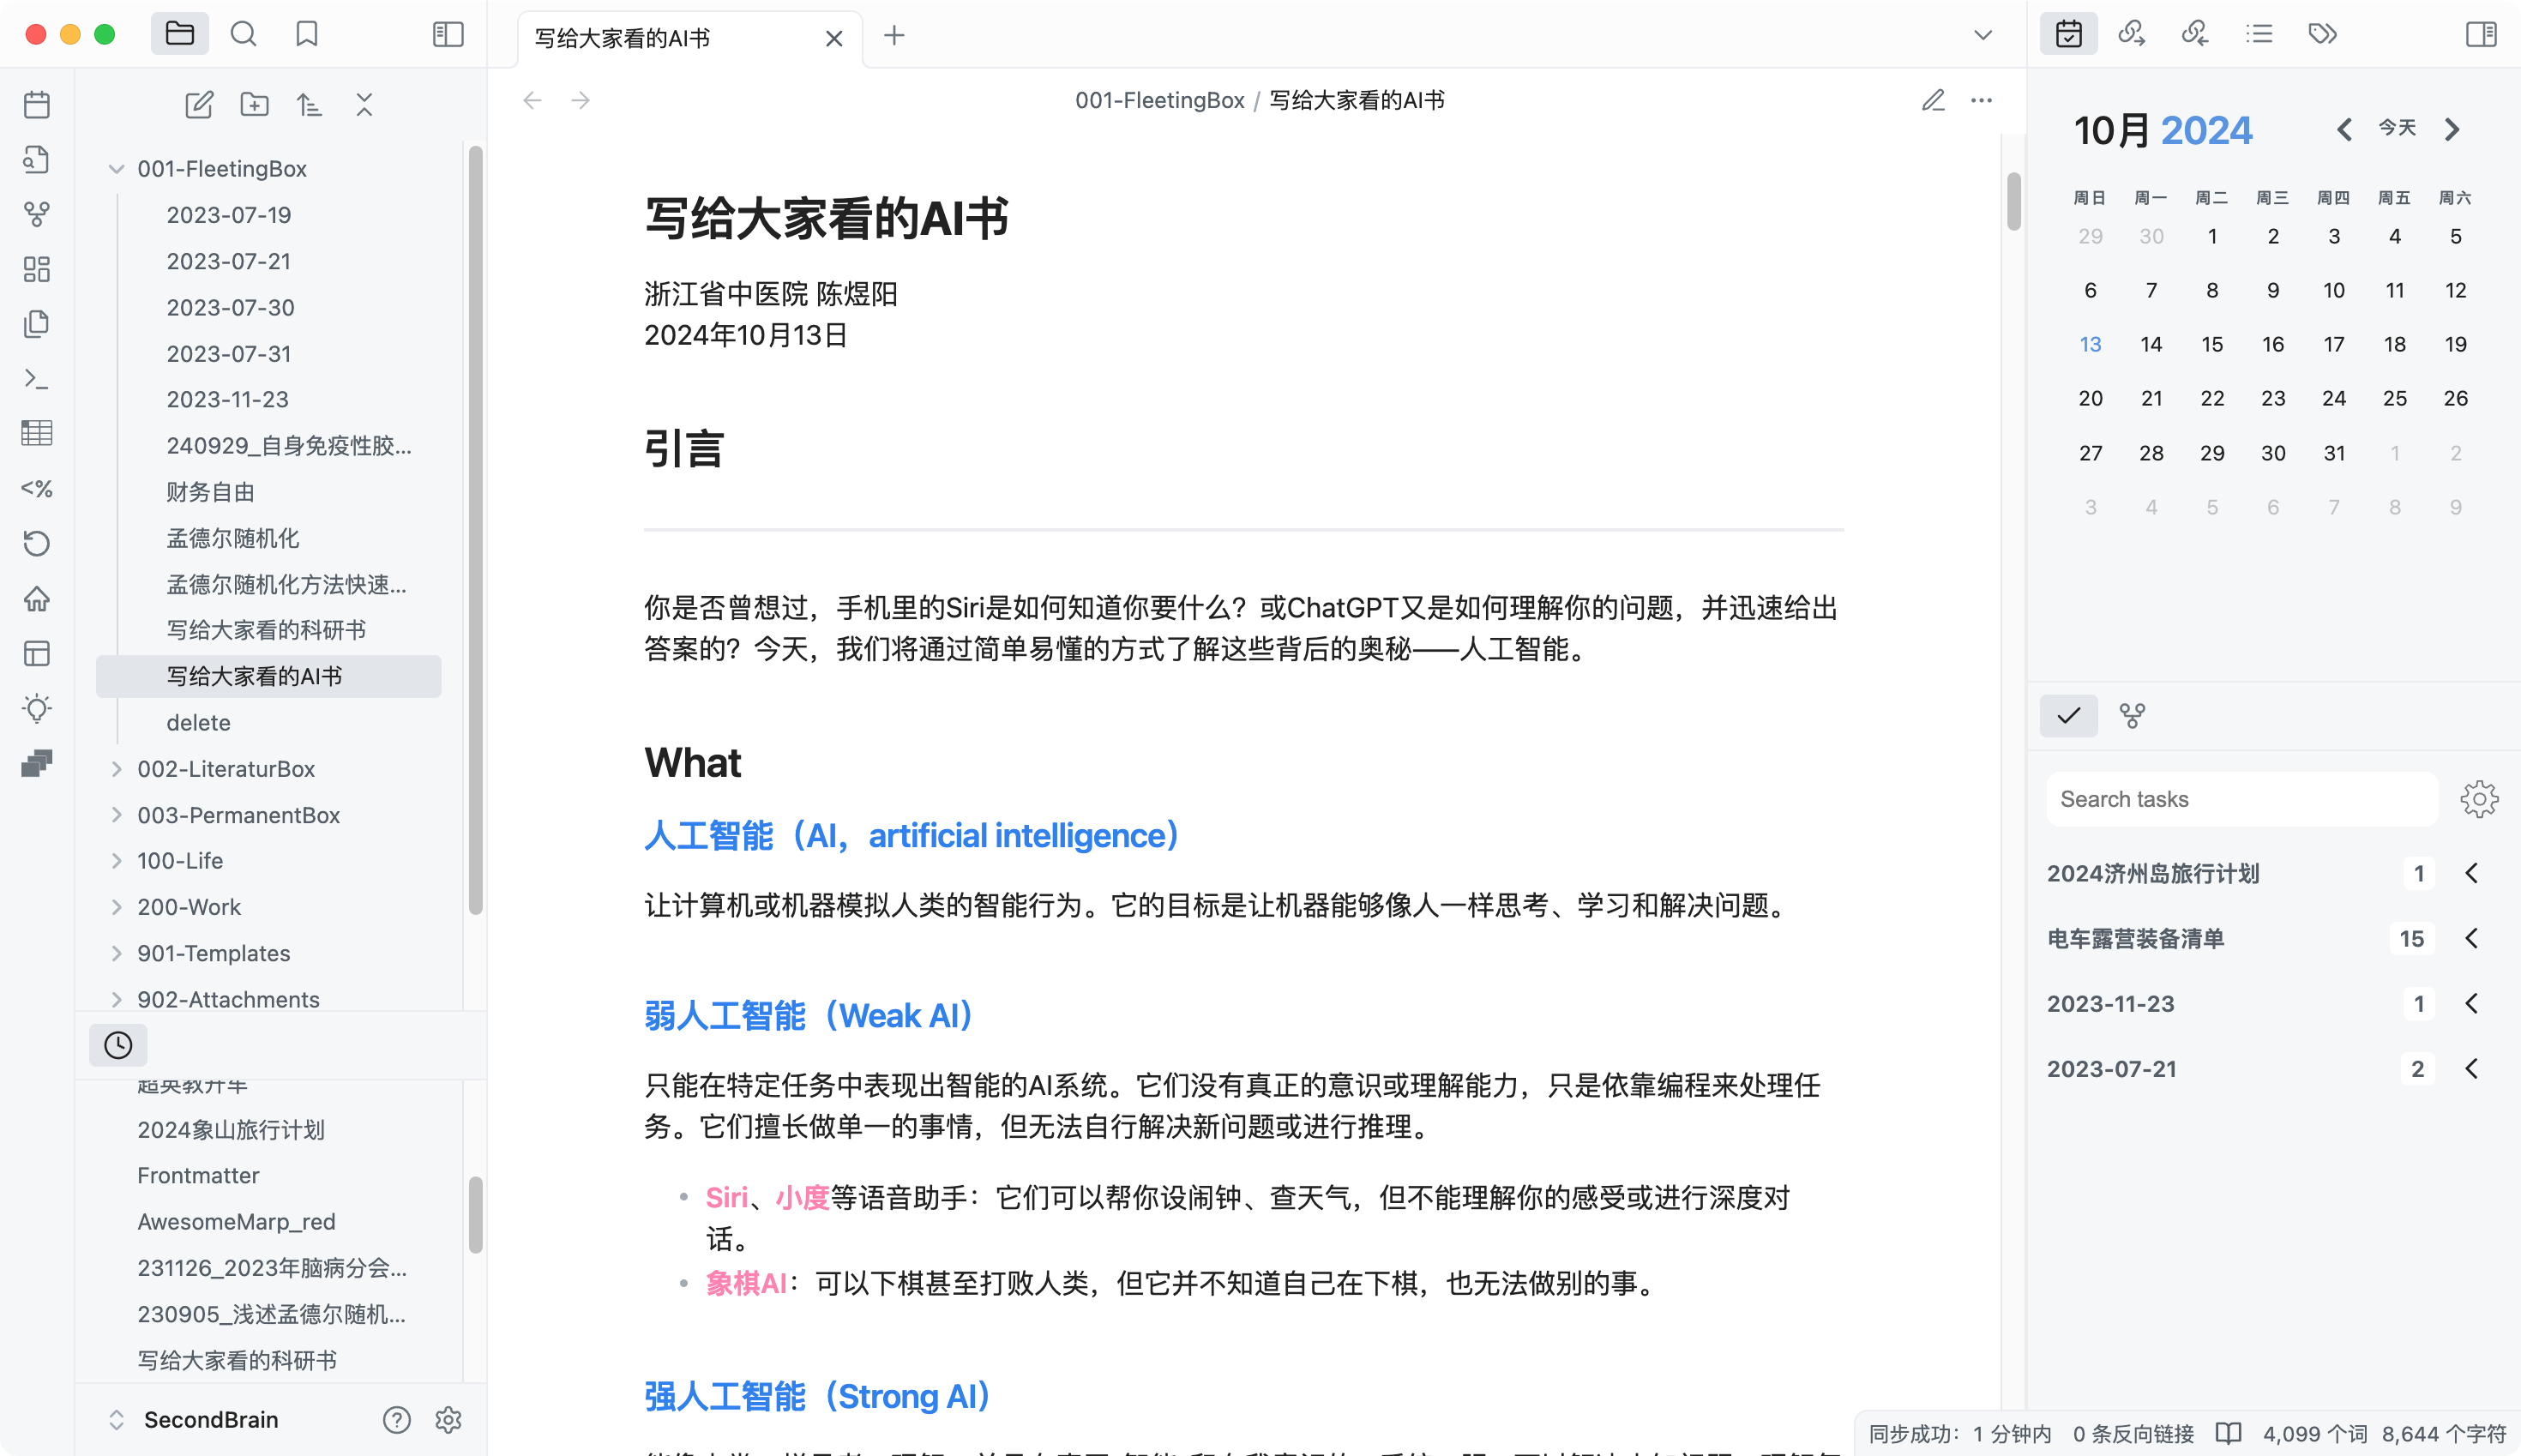 写给大家看的AI书
001-FleetingBox / 写给大家看的AI书
001-FleetingBox
2023-07-19
2023-07-21
2023-07-30
2023-07-31
2023-11-23
240929_自身免疫性胶...
财务自由
孟德尔随机化
孟德尔随机化方法快速...
写给大家看的科研书
写给大家看的AI书
delete
002-LiteraturBox
003-PermanentBox
100-Life
200-Work
901-Templates
902-Attachments
2024象山旅行计划
Frontmatter
AwesomeMarp_red
231126_2023年脑病分会...
230905_浅述孟德尔随机...
写给大家看的科研书
SecondBrain
<%
写给大家看的AI书
浙江省中医院 陈煜阳
2024年10月13日
引言
你是否曾想过，手机里的Siri是如何知道你要什么？或ChatGPT又是如何理解你的问题，并迅速给出
答案的？今天，我们将通过简单易懂的方式了解这些背后的奥秘——人工智能。
What
人工智能（AI，artificial intelligence）
让计算机或机器模拟人类的智能行为。它的目标是让机器能够像人一样思考、学习和解决问题。
弱人工智能（Weak AI）
只能在特定任务中表现出智能的AI系统。它们没有真正的意识或理解能力，只是依靠编程来处理任
务。它们擅长做单一的事情，但无法自行解决新问题或进行推理。
• Siri、小度等语音助手：它们可以帮你设闹钟、查天气，但不能理解你的感受或进行深度对
话。
• 象棋AI：可以下棋甚至打败人类，但它并不知道自己在下棋，也无法做别的事。
强人工智能（Strong AI）
10月 2024
今天
周日 周一 周二 周三 周四 周五 周六
29 30 1 2 3 4 5
6 7 8 9 10 11 12
13 14 15 16 17 18 19
20 21 22 23 24 25 26
27 28 29 30 31 1 2
3 4 5 6 7 8 9
Search tasks
2024济州岛旅行计划 1
电车露营装备清单 15
2023-11-23 1
2023-07-21 2
同步成功：1 分钟内 0 条反向链接 4,099 个词 8,644 个字符